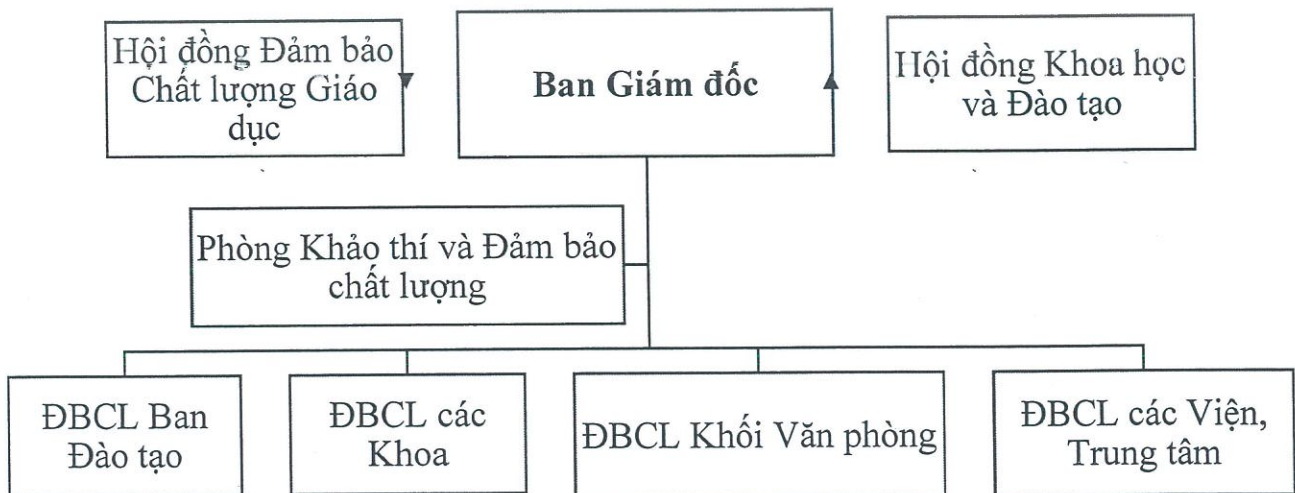 Hội đồng Đảm bảo
Chất lượng Giáo
dục
Ban Giám đốc
Hội đồng Khoa học
và Đào tạo
Phòng Khảo thí và Đảm bảo
chất lượng
ĐBCL Ban
Đào tạo
ĐBCL các
Khoa
ĐBCL Khối Văn phòng
ĐBCL các Viện,
Trung tâm